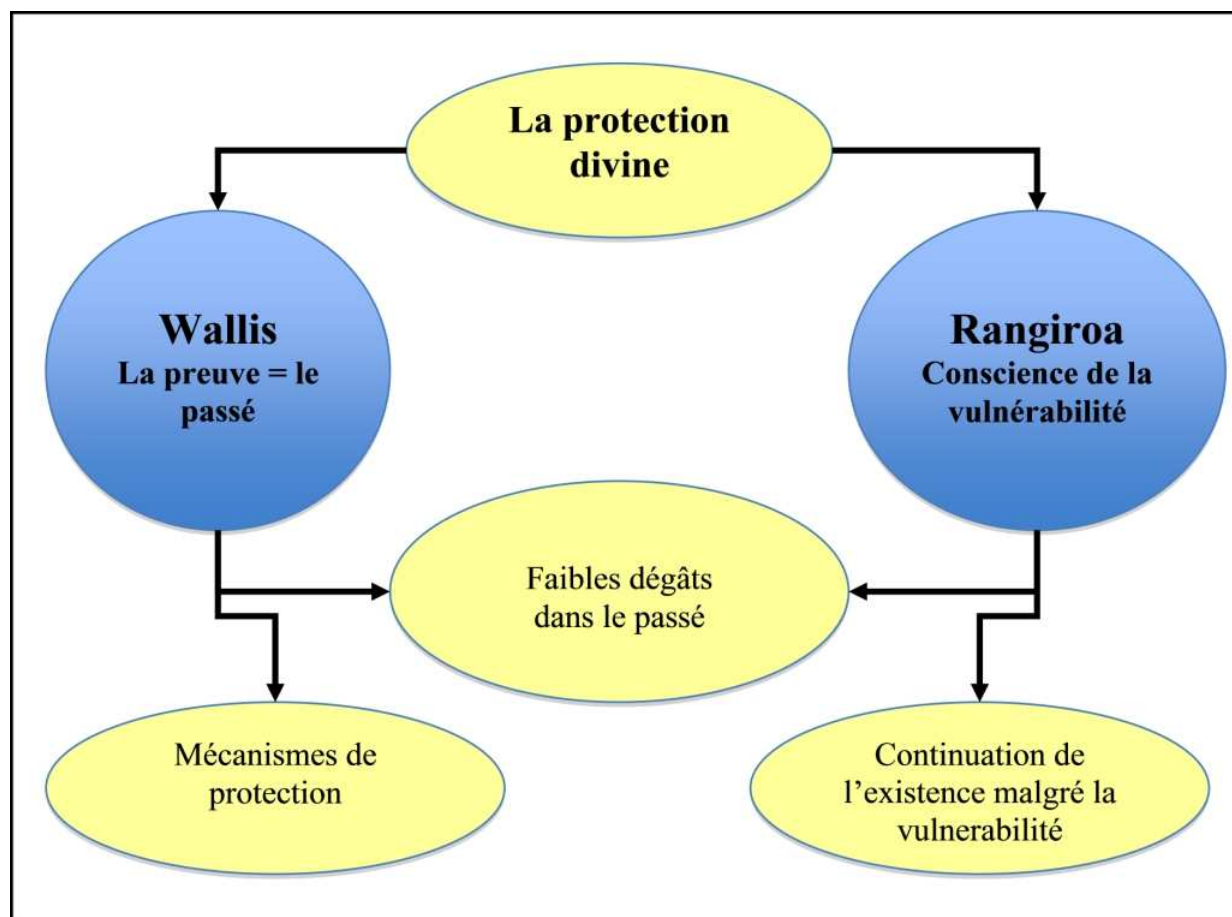 La protection
divine
Wallis
La preuve = le
passé
Rangiroa
Conscience de la
vulnérabilité
Faibles dégâts
dans le passé
Mécanismes de
protection
Continuation de
l’existence malgré la
vulnerabilité